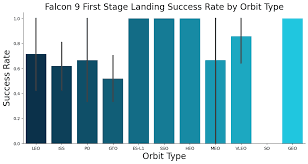 Falcon 9 First Stage Landing Success Rate by Orbit Type
Success Rate
1.0
0.8
0.6
0.4
0.2
0.0
LEO ISS PO GTO ES-L1 SSO HEO MEO VLEO SO GEO
Orbit Type